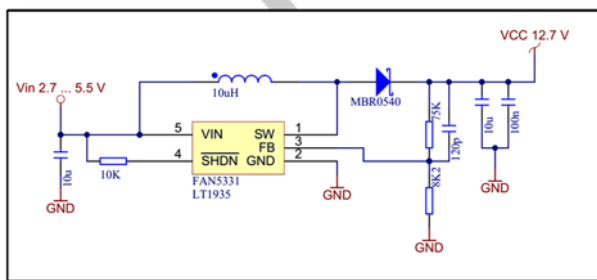 VCC 12.7 V
Vin 2.7 ... 5.5 V
10uH
MBR0540
5 VIN SW 1
FB 3
4 SHDN GND 2
10u
10K
FAN5331
LT1935
75K
120p
10u
100n
8K2
GND
GND
GND
GND